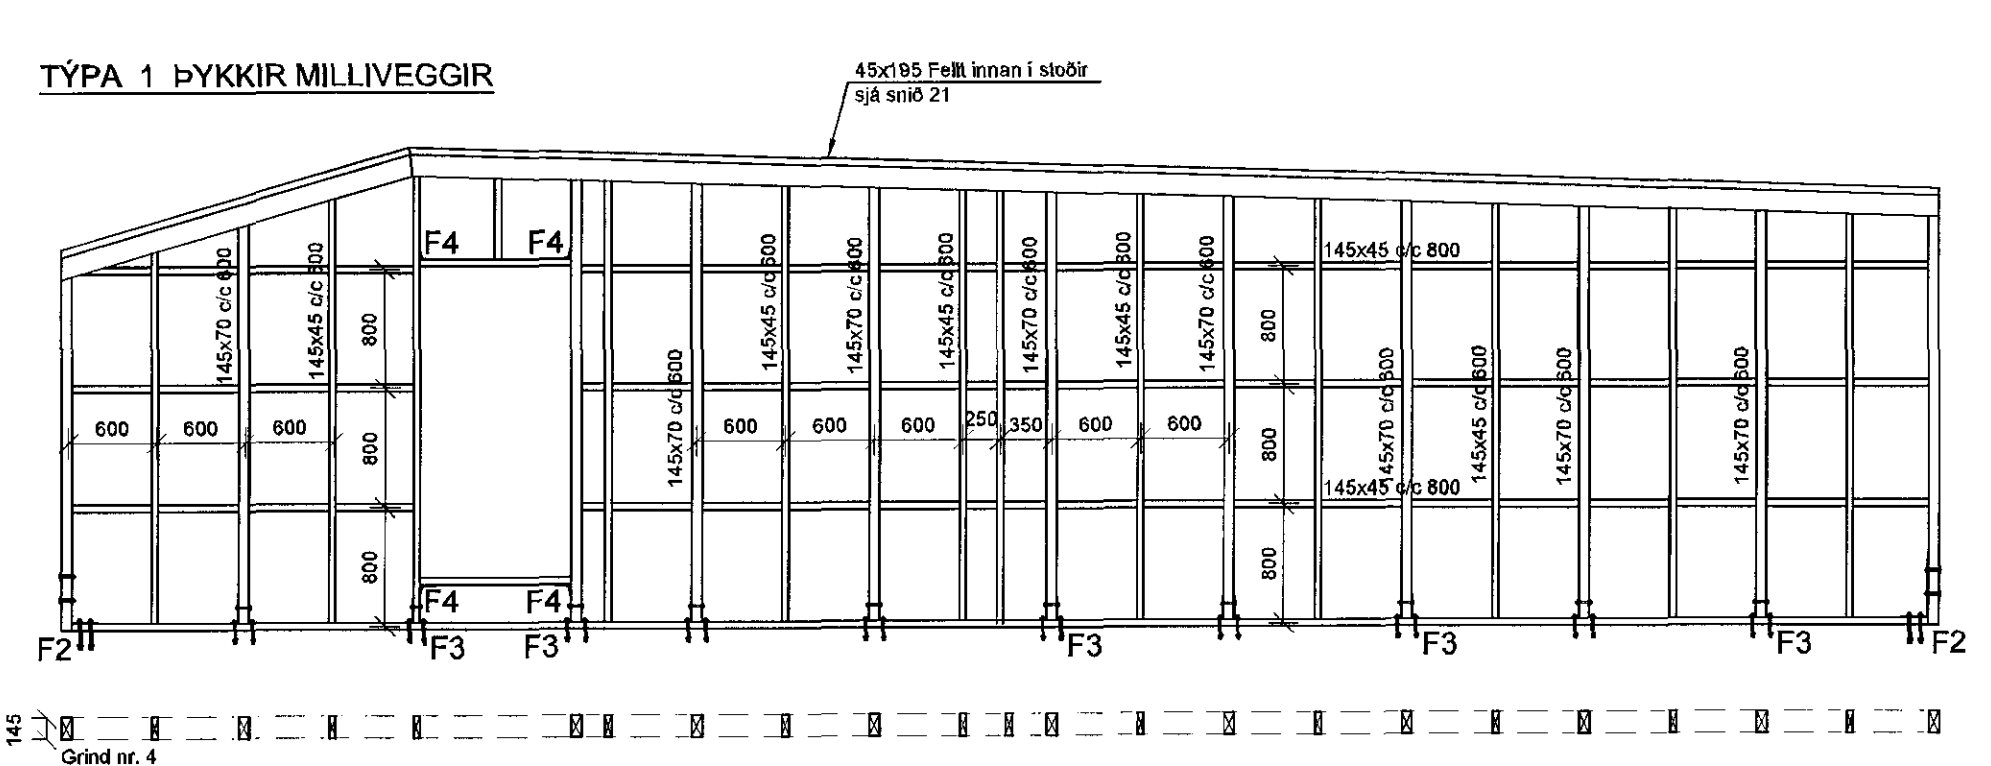 TÝPA 1 ÞYKKIR MILLIVEGGIR
45x195 Fellt innan í stoðir
sjá snið 21
F4 F4
145x70 c/c 600
145x45 c/c 600
145x45 c/c 600
145x70 c/c 600
145x45 c/c 600
145x70 c/c 600
145x45 c/c 600
145x70 c/c 600
145x45 c/c 800
800
800
145x70 c/c 600
145x70 c/c 600
145x45 c/c 600
145x70 c/c 600
145x70 c/c 600
600 600 600
800
600 600 600 250 350 600 600
800
145x45 c/c 800
800
800
F4 F4
F2 F3 F3 F3 F3 F3 F2
145
Grind nr. 4